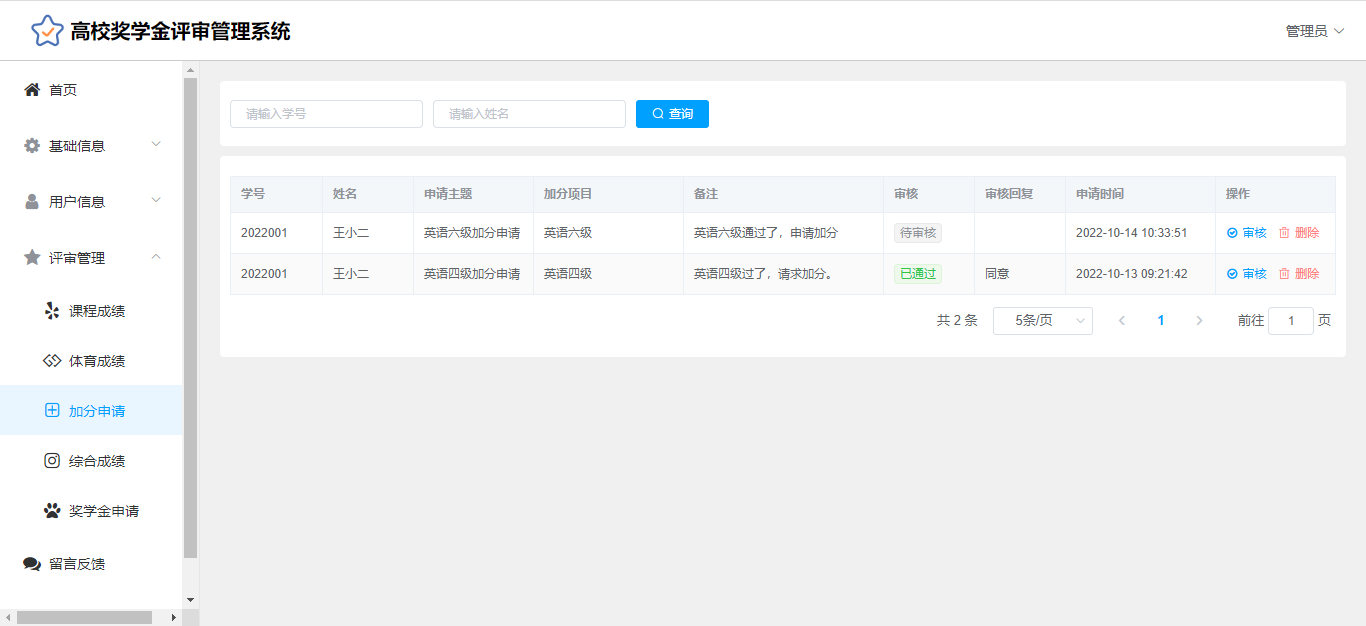 高校奖学金评审管理系统
管理员
首页
基础信息
用户信息
评审管理
课程成绩
体育成绩
加分申请
综合成绩
奖学金申请
留言反馈
请输入学号 请输入姓名 查询
学号 姓名 申请主题 加分项目 备注 审核 审核回复 申请时间 操作
2022001 王小二 英语六级加分申请 英语六级 英语六级通过了，申请加分 待审核 2022-10-14 10:33:51 审核 删除
2022001 王小二 英语四级加分申请 英语四级 英语四级过了，请求加分。 已通过 同意 2022-10-13 09:21:42 审核 删除
共 2 条 5条/页 1 前往 1 页